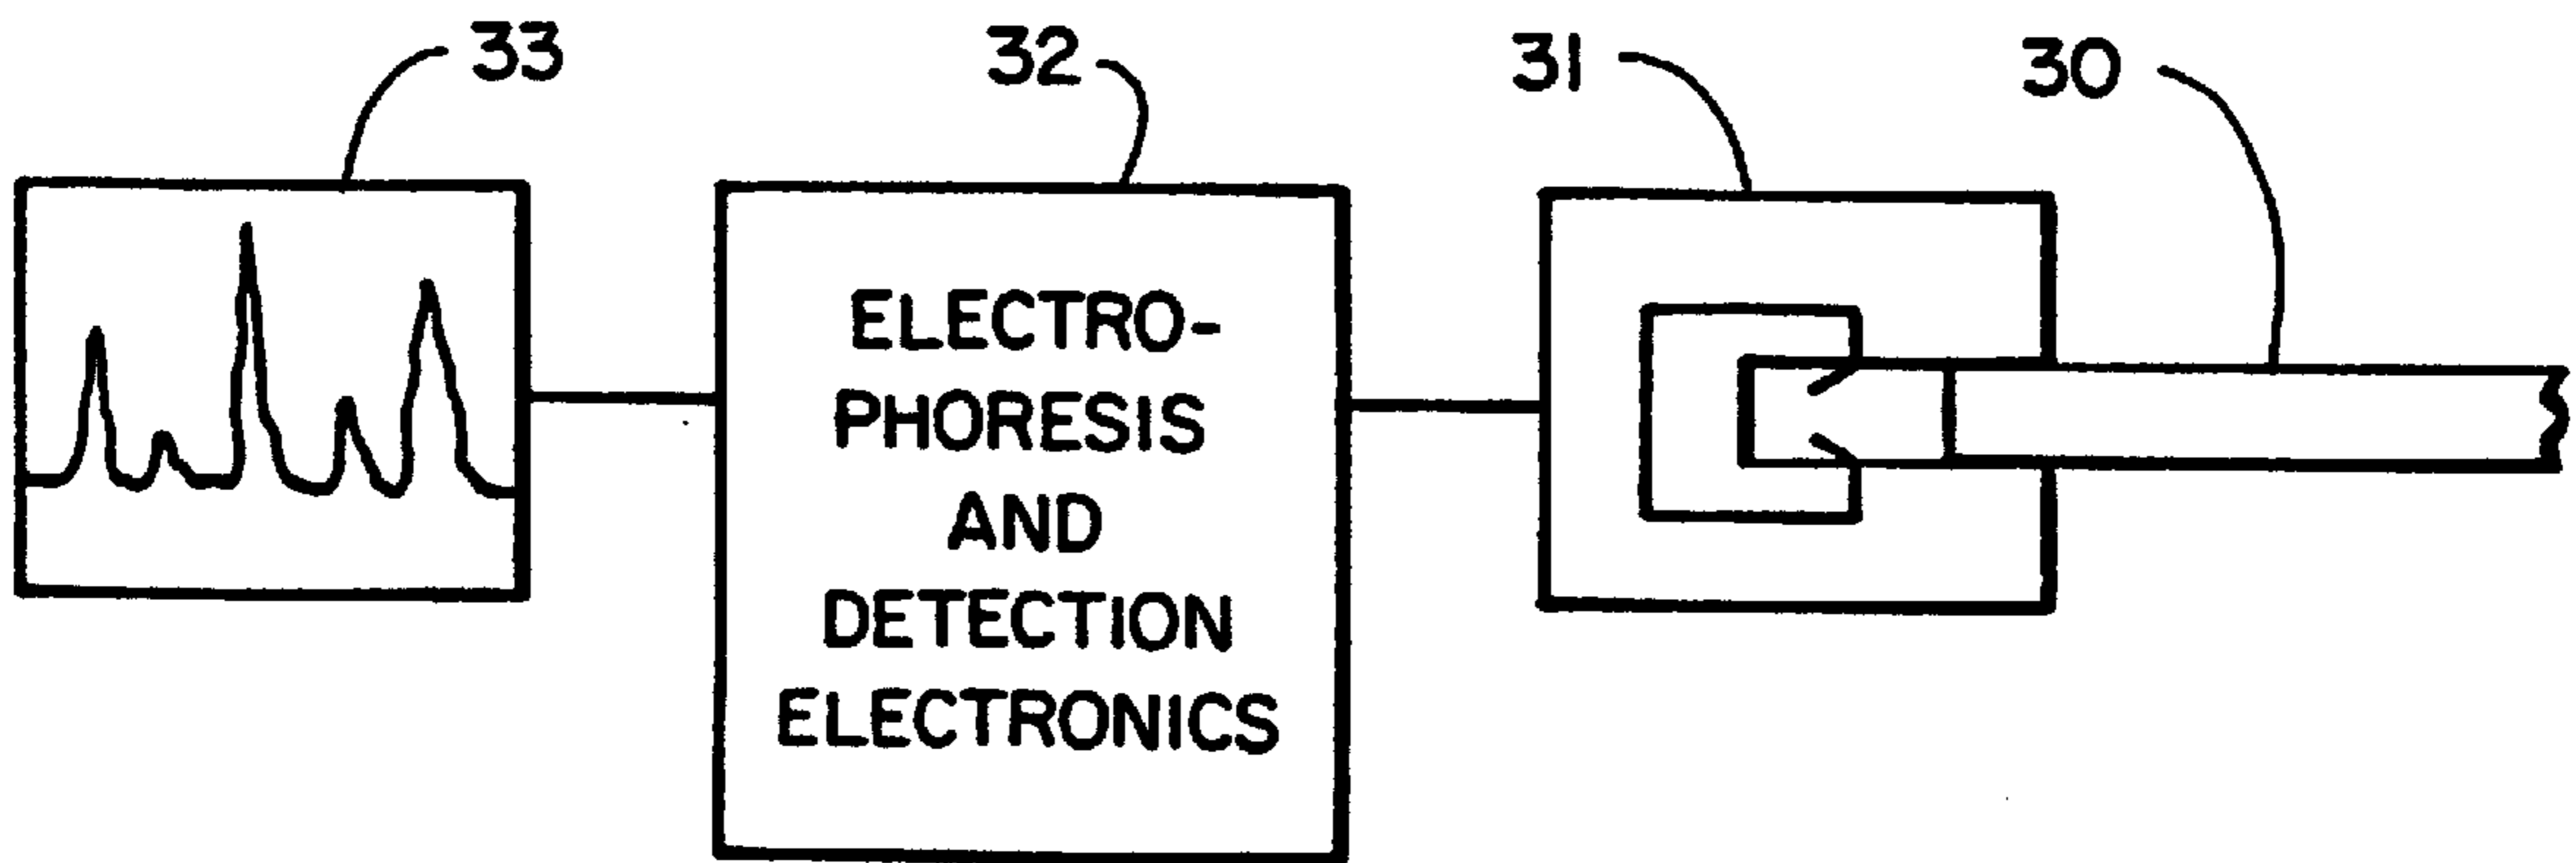 33
32
31
30
ELECTRO-
PHORESIS
AND
DETECTION
ELECTRONICS